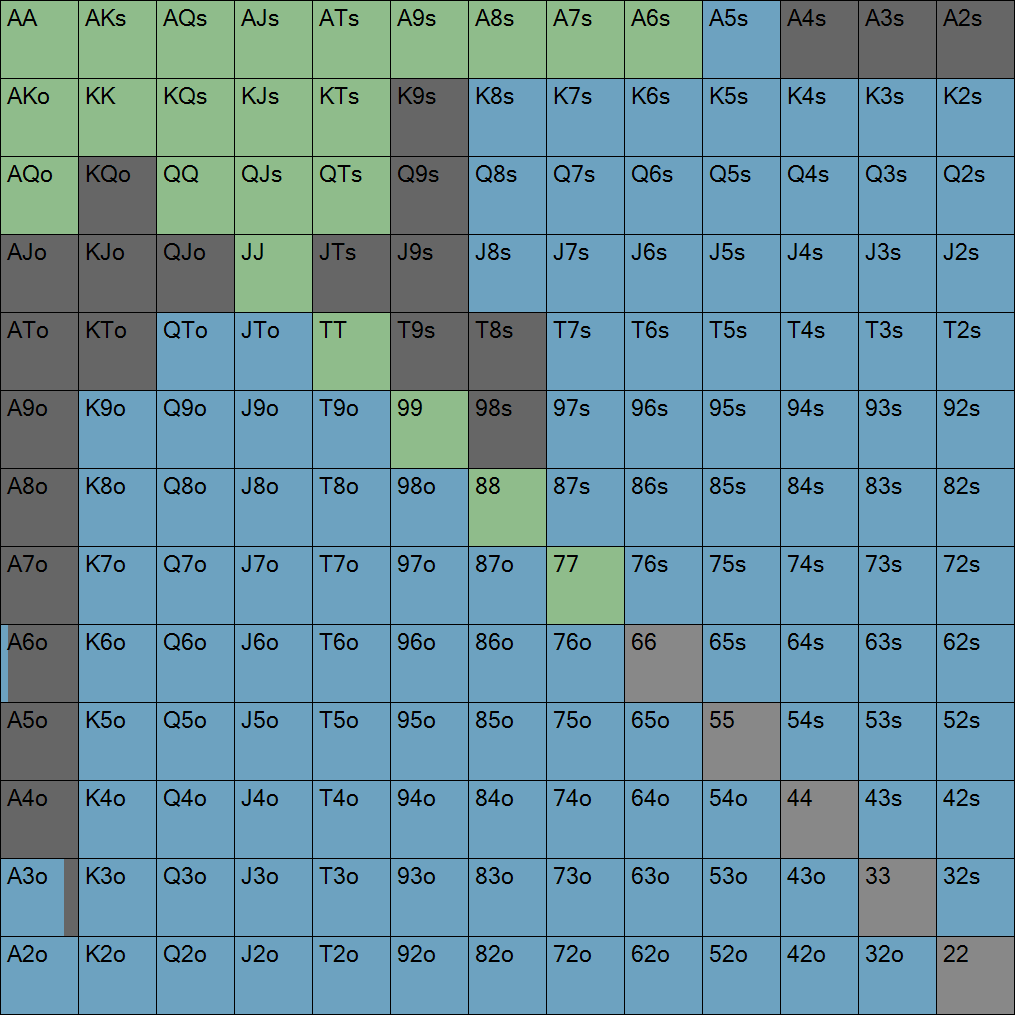 AA AKs AQs AJs ATs A9s A8s A7s A6s A5s A4s A3s A2s
AKo KK KQs KJs KTs K9s K8s K7s K6s K5s K4s K3s K2s
AQo KQo QQ QJs QTs Q9s Q8s Q7s Q6s Q5s Q4s Q3s Q2s
AJo KJo QJo JJ JTs J9s J8s J7s J6s J5s J4s J3s J2s
ATo KTo QTo JTo TT T9s T8s T7s T6s T5s T4s T3s T2s
A9o K9o Q9o J9o T9o 99 98s 97s 96s 95s 94s 93s 92s
A8o K8o Q8o J8o T8o 98o 88 87s 86s 85s 84s 83s 82s
A7o K7o Q7o J7o T7o 97o 87o 77 76s 75s 74s 73s 72s
A6o K6o Q6o J6o T6o 96o 86o 76o 66 65s 64s 63s 62s
A5o K5o Q5o J5o T5o 95o 85o 75o 65o 55 54s 53s 52s
A4o K4o Q4o J4o T4o 94o 84o 74o 64o 54o 44 43s 42s
A3o K3o Q3o J3o T3o 93o 83o 73o 63o 53o 43o 33 32s
A2o K2o Q2o J2o T2o 92o 82o 72o 62o 52o 42o 32o 22